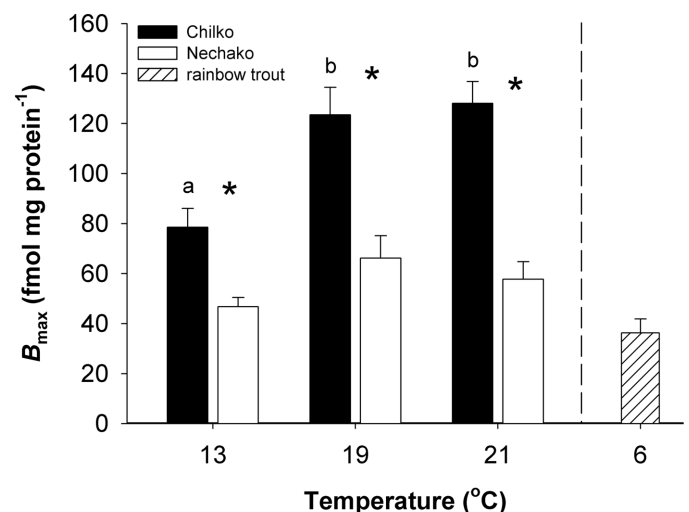 160
140
120
100
80
60
40
20
0
B max (fmol mg protein⁻¹)
Chilko
Nechako
rainbow trout
a
*
b
*
b
*
13
19
21
6
Temperature (°C)